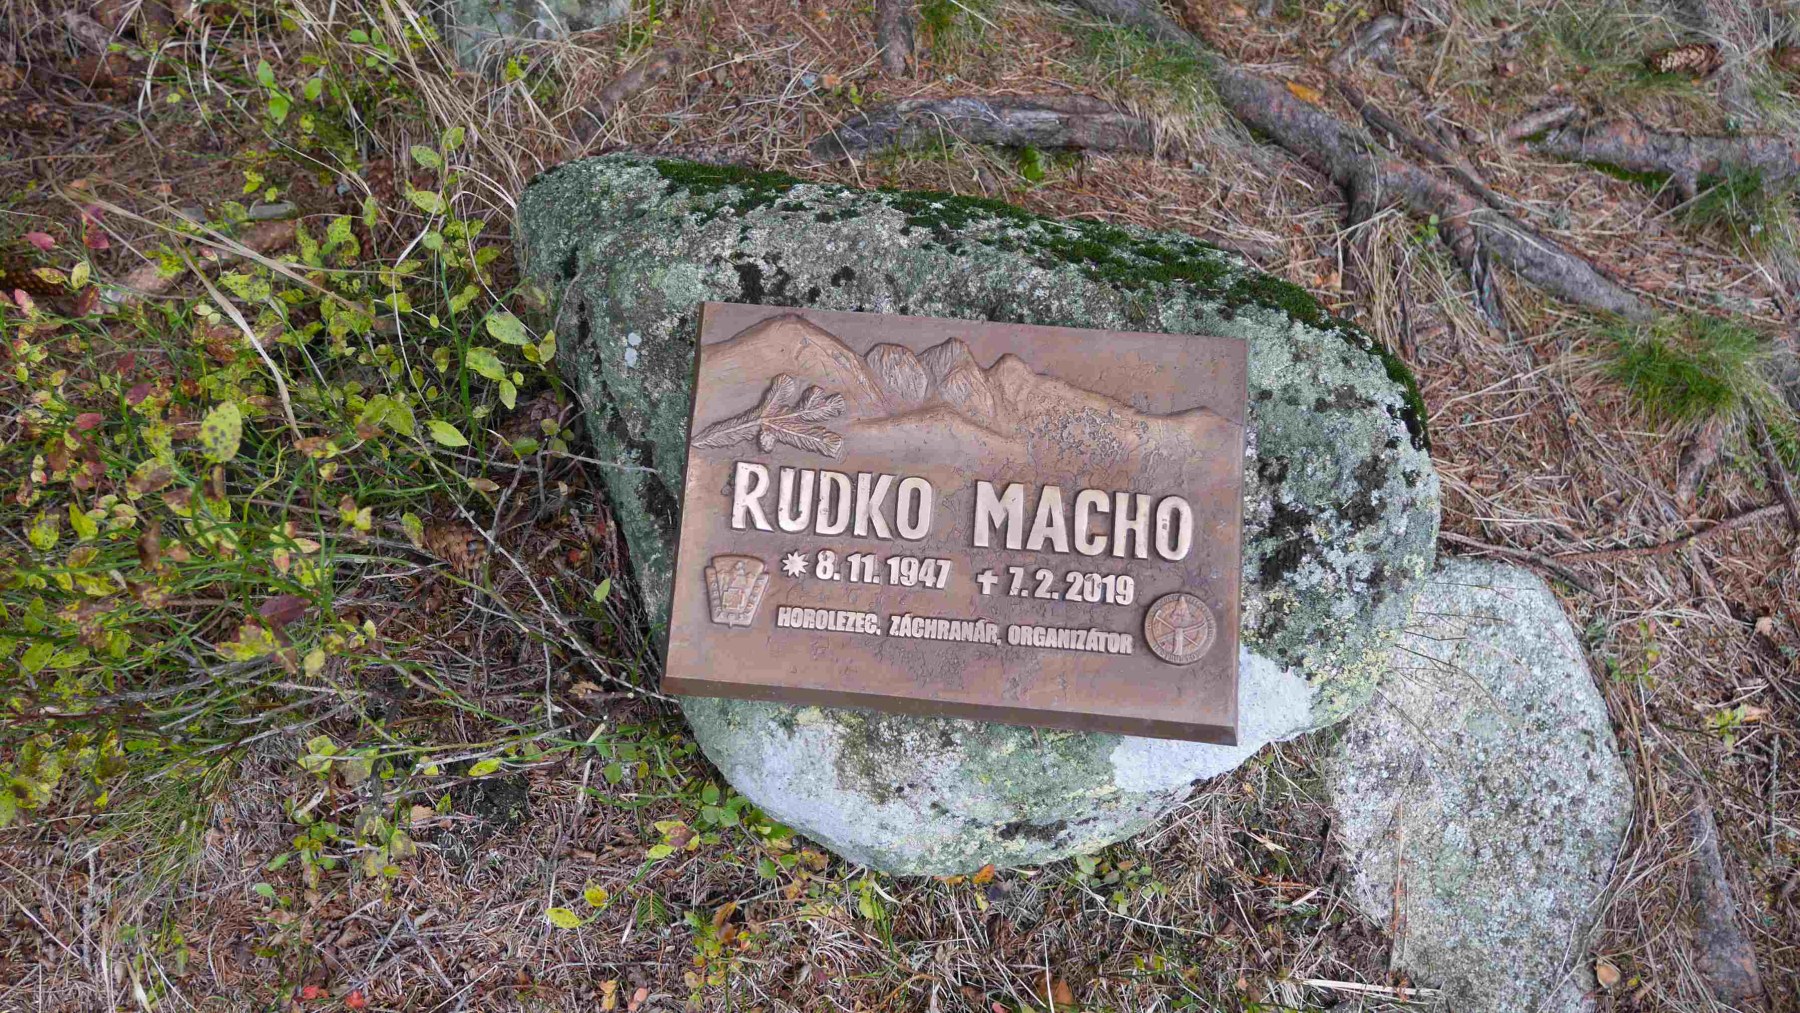 RUDKO MACHO
* 8. 11. 1947 † 7. 2. 2019
HOROLEZEC, ZÁCHRANÁR, ORGANIZÁTOR